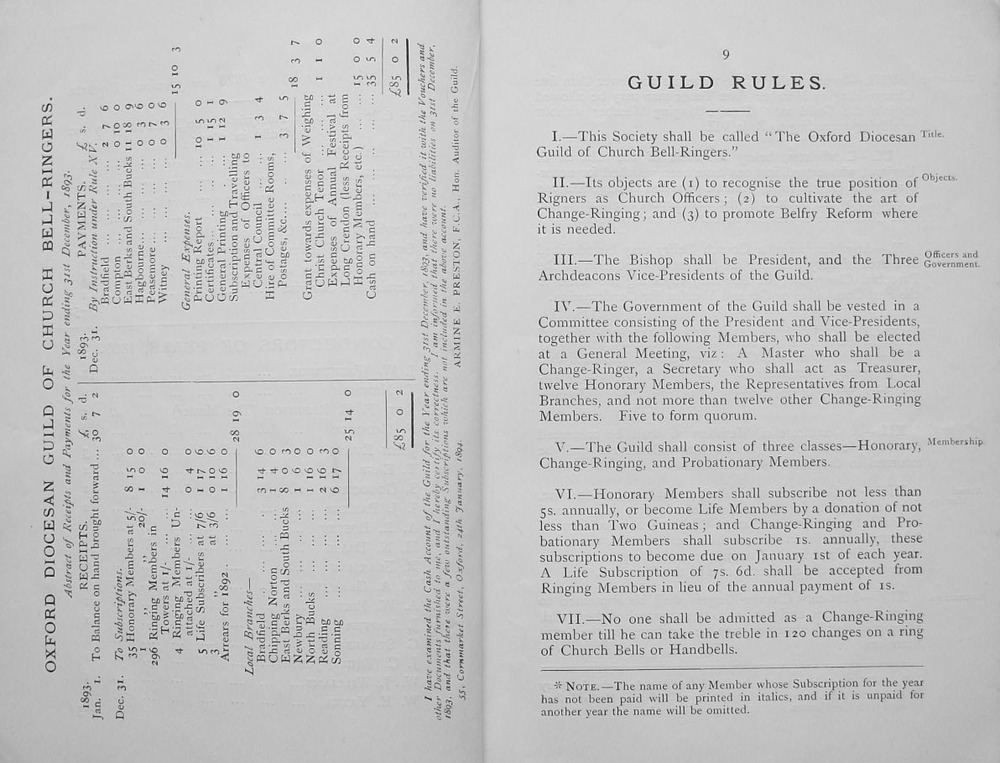 OXFORD DIOCESAN GUILD OF CHURCH BELL-RINGERS.
Abstract of Receipts and Payments for the Year ending 31st December, 1893.
1893. RECEIPTS. £ s. d.
Jan. 1. To Balance on hand brought forward... 30 7 2
Dec. 31. To Subscriptions.
35 Honorary Members at 5/- 8 15 0
1 „ 20/- 1 0 0
296 Ringing Members in
Towers at 1/- ... 14 16 0
4 Ringing Members Un-
attached at 1/- ... 0 4 0
5 Life Subscribers at 7/6 1 17 6
3 „ at 3/6 0 10 6
Arrears for 1892 .. ... 1 16 0
28 19 0
Local Branches—
Bradfield ... ... 3 14 6
Chipping Norton ... 1 4 0
East Berks and South Bucks 8 0 3
Newbury ... ... 1 1 0
North Bucks ... ... 1 16 6
Reading ... ... 2 16 3
Sonning ... ... 6 17 0
25 14 0
£85 0 2
1893. PAYMENTS. £ s. d.
Dec. 31. By Instruction under Rule XV.
Bradfield ... ... 2 7 6
Compton ... ... 0 10 0
East Berks and South Bucks 11 18 9
Hagbourne... ... 0 3 6
Peasemore ... ... 0 7 0
Witney ... ... 0 3 6
15 10 3
General Expenses.
Printing Report ... 10 5 0
Certificates... ... 1 15 1
General Printing ... 1 12 9
Subscription and Travelling
Expenses of Officers to
Central Council ... 1 3 4
Hire of Committee Rooms,
Postages, &c.... ... 3 7 5
18 3 7
Grant towards expenses of Weighing
Christ Church Tenor ... ... 1 1 0
Expenses of Annual Festival at
Long Crendon (less Receipts from
Honorary Members, etc.) ... 15 0 0
Cash on hand ... ... ... 35 5 4
£85 0 2
I have examined the Cash Account of the Guild for the Year ending 31st December, 1893, and have verified it with the Vouchers and
other Documents furnished to me, and I hereby certify its correctness. I am informed that there were no liabilities on 31st December,
1893, and that there were a few outstanding Subscriptions which are not included in the above account.
55, Cornmarket Street, Oxford, 24th January, 1894. ARMINE E. PRESTON, F.C.A., Hon. Auditor of the Guild.
9
GUILD RULES.
I.—This Society shall be called “The Oxford Diocesan Title.
Guild of Church Bell-Ringers.”
II.—Its objects are (1) to recognise the true position of Objects.
Rigners as Church Officers; (2) to cultivate the art of
Change-Ringing; and (3) to promote Belfry Reform where
it is needed.
III.—The Bishop shall be President, and the Three Officers and
Archdeacons Vice-Presidents of the Guild. Government.
IV.—The Government of the Guild shall be vested in a
Committee consisting of the President and Vice-Presidents,
together with the following Members, who shall be elected
at a General Meeting, viz: A Master who shall be a
Change-Ringer, a Secretary who shall act as Treasurer,
twelve Honorary Members, the Representatives from Local
Branches, and not more than twelve other Change-Ringing
Members. Five to form quorum.
V.—The Guild shall consist of three classes—Honorary, Membership
Change-Ringing, and Probationary Members.
VI.—Honorary Members shall subscribe not less than
5s. annually, or become Life Members by a donation of not
less than Two Guineas; and Change-Ringing and Pro-
bationary Members shall subscribe 1s. annually, these
subscriptions to become due on January 1st of each year.
A Life Subscription of 7s. 6d. shall be accepted from
Ringing Members in lieu of the annual payment of 1s.
VII.—No one shall be admitted as a Change-Ringing
member till he can take the treble in 120 changes on a ring
of Church Bells or Handbells.
* NOTE.—The name of any Member whose Subscription for the year
has not been paid will be printed in italics, and if it is unpaid for
another year the name will be omitted.